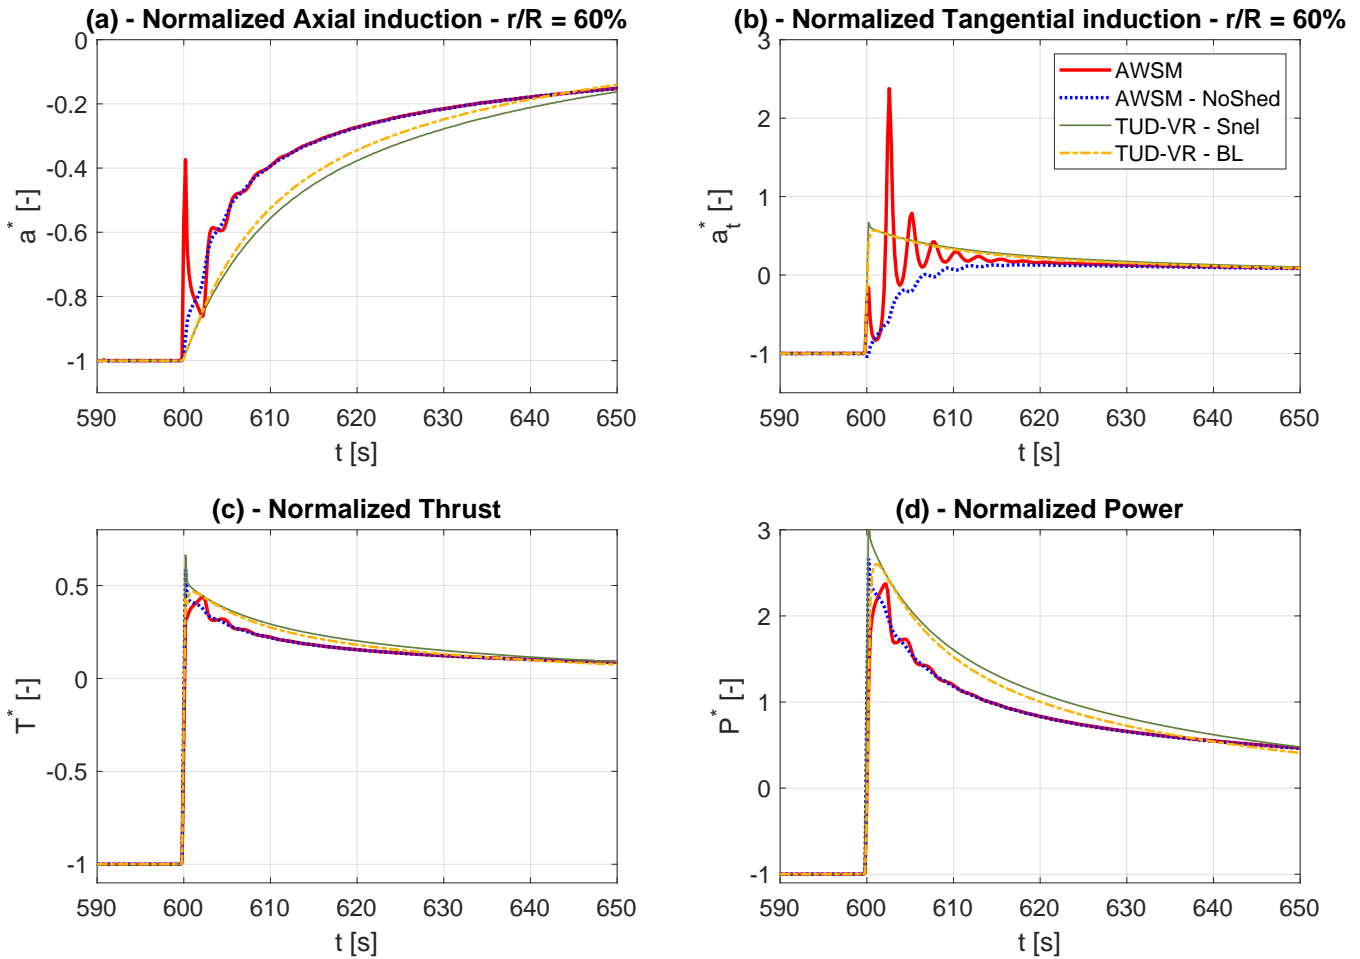 (a) - Normalized Axial induction - r/R = 60%
0
-0.2
-0.4
-0.6
-0.8
-1
a* [-]
590 600 610 620 630 640 650
t [s]
(b) - Normalized Tangential induction - r/R = 60%
3
2
1
0
-1
a_t* [-]
AWSM
AWSM - NoShed
TUD-VR - Snel
TUD-VR - BL
590 600 610 620 630 640 650
t [s]
(c) - Normalized Thrust
0.5
0
-0.5
-1
T* [-]
590 600 610 620 630 640 650
t [s]
(d) - Normalized Power
3
2
1
0
-1
P* [-]
590 600 610 620 630 640 650
t [s]